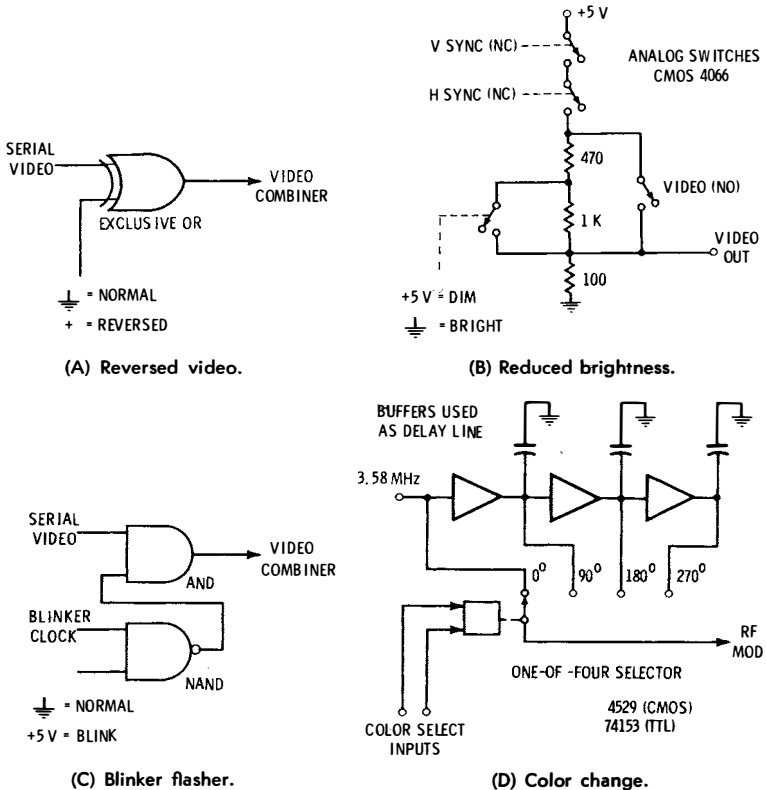 SERIAL
VIDEO
VIDEO
COMBINER
EXCLUSIVE OR
= NORMAL
+ = REVERSED
(A) Reversed video.
+5 V
V SYNC (NC)
H SYNC (NC)
ANALOG SWITCHES
CMOS 4066
470
VIDEO (NO)
1 K
VIDEO
OUT
100
+5 V = DIM
= BRIGHT
(B) Reduced brightness.
SERIAL
VIDEO
VIDEO
COMBINER
AND
BLINKER
CLOCK
NAND
= NORMAL
+5 V = BLINK
(C) Blinker flasher.
BUFFERS USED
AS DELAY LINE
3.58 MHz
0° 90° 180° 270°
RF
MOD
ONE-OF-FOUR SELECTOR
4529 (CMOS)
74153 (TTL)
COLOR SELECT
INPUTS
(D) Color change.